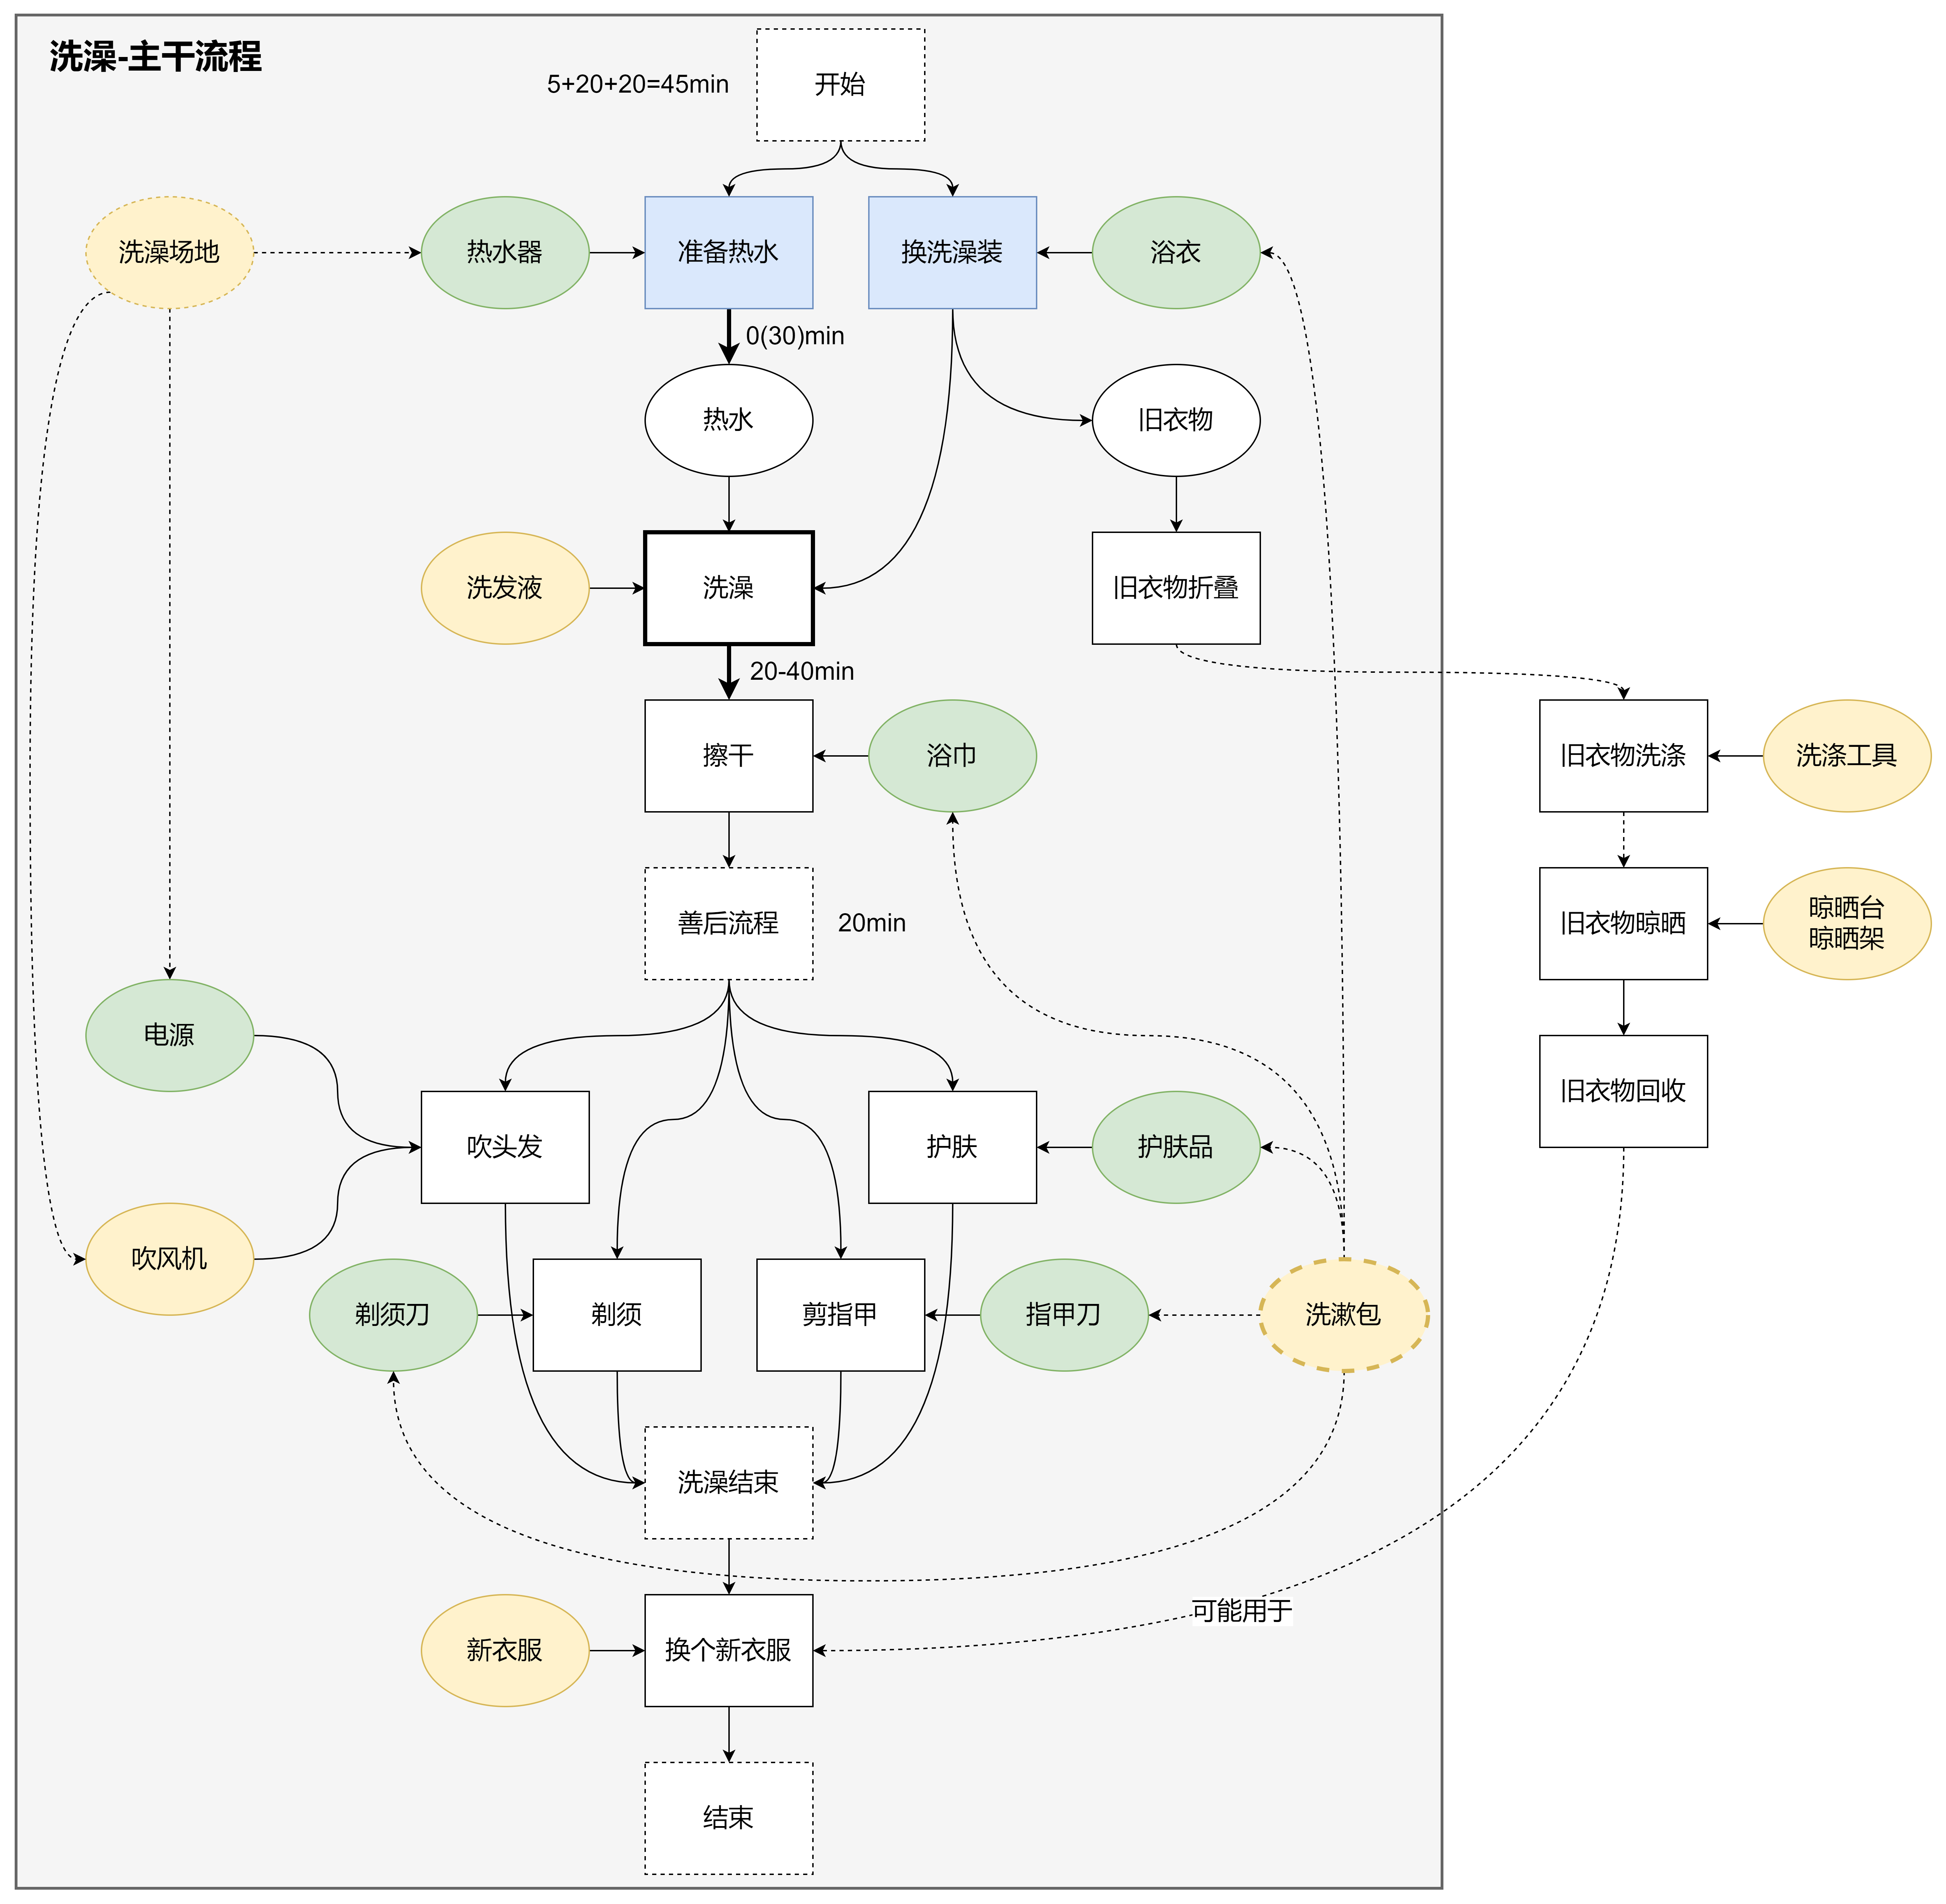 洗澡-主干流程
5+20+20=45min
开始
洗澡场地
热水器
准备热水
换洗澡装
浴衣
0(30)min
热水
旧衣物
洗发液
洗澡
旧衣物折叠
20-40min
擦干
浴巾
旧衣物洗涤
洗涤工具
善后流程
20min
旧衣物晾晒
晾晒台
晾晒架
电源
吹头发
护肤
护肤品
旧衣物回收
吹风机
剃须刀
剃须
剪指甲
指甲刀
洗漱包
洗澡结束
可能用于
新衣服
换个新衣服
结束